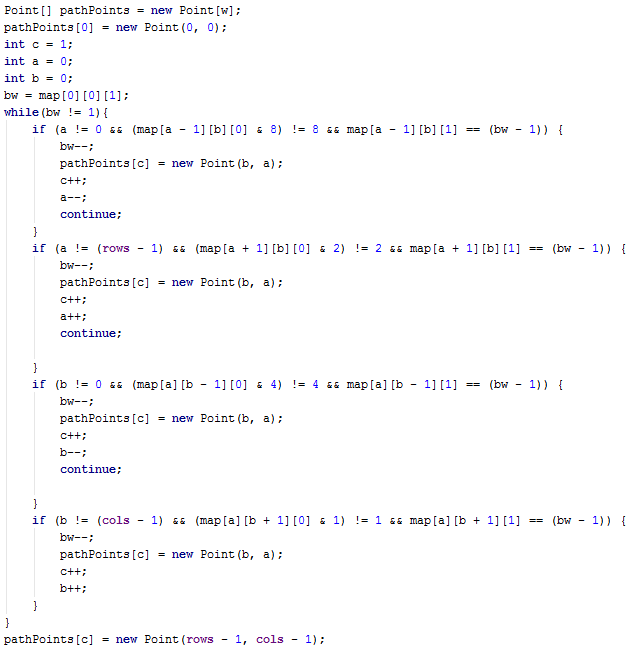 Point[] pathPoints = new Point[w];
pathPoints[0] = new Point(0, 0);
int c = 1;
int a = 0;
int b = 0;
bw = map[0][0][1];
while(bw != 1){
    if (a != 0 && (map[a - 1][b][0] & 8) != 8 && map[a - 1][b][1] == (bw - 1)) {
        bw--;
        pathPoints[c] = new Point(b, a);
        c++;
        a--;
        continue;
    }
    if (a != (rows - 1) && (map[a + 1][b][0] & 2) != 2 && map[a + 1][b][1] == (bw - 1)) {
        bw--;
        pathPoints[c] = new Point(b, a);
        c++;
        a++;
        continue;

    }
    if (b != 0 && (map[a][b - 1][0] & 4) != 4 && map[a][b - 1][1] == (bw - 1)) {
        bw--;
        pathPoints[c] = new Point(b, a);
        c++;
        b--;
        continue;

    }
    if (b != (cols - 1) && (map[a][b + 1][0] & 1) != 1 && map[a][b + 1][1] == (bw - 1)) {
        bw--;
        pathPoints[c] = new Point(b, a);
        c++;
        b++;
    }
}
pathPoints[c] = new Point(rows - 1, cols - 1);